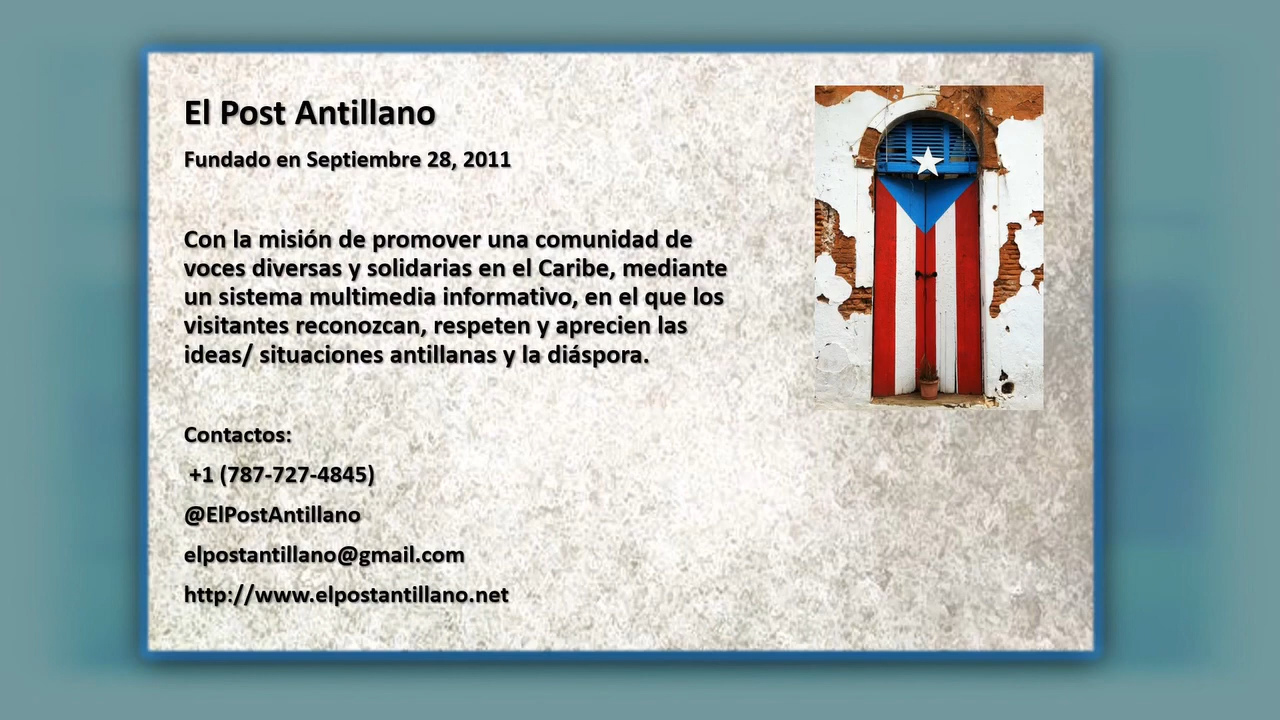 El Post Antillano
Fundado en Septiembre 28, 2011
Con la misión de promover una comunidad de
voces diversas y solidarias en el Caribe, mediante
un sistema multimedia informativo, en el que los
visitantes reconozcan, respeten y aprecien las
ideas/ situaciones antillanas y la diáspora.
Contactos:
+1 (787-727-4845)
@ElPostAntillano
elpostantillano@gmail.com
http://www.elpostantillano.net